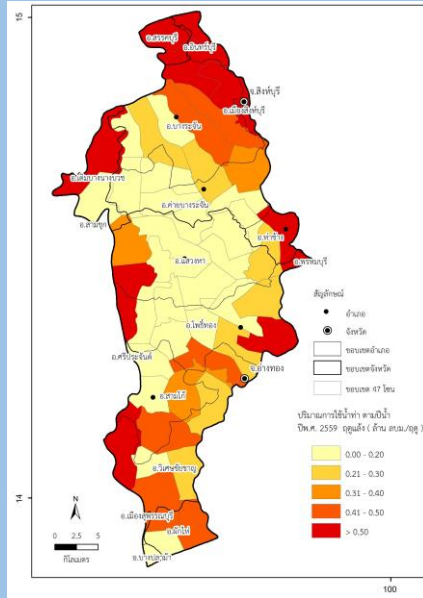 15
อ.สรรคบุรี
อ.อินทร์บุรี
จ.สิงห์บุรี
อ.เมืองสิงห์บุรี
อ.บางระจัน
อ.เดิมบางนางบวช
อ.ค่ายบางระจัน
อ.สามชุก
อ.ท่าช้าง
อ.พรหมบุรี
อ.แสวงหา
สัญลักษณ์
อำเภอ
จังหวัด
ขอบเขตอำเภอ
ขอบเขตจังหวัด
ขอบเขต 47 โซน
อ.โพธิ์ทอง
อ.ศรีประจันต์
จ.อ่างทอง
อ.สามโก้
ปริมาณการใช้น้ำท่า ตามปีน้ำ
ปีพ.ศ. 2559 ฤดูแล้ง ( ล้าน ลบม./ฤดู )
0.00 - 0.20
0.21 - 0.30
0.31 - 0.40
0.41 - 0.50
> 0.50
อ.วิเศษชัยชาญ
14
N
อ.เมืองสุพรรณบุรี
อ.ผักไห่
0 2.5 5
กิโลเมตร
อ.บางปลาม้า
100